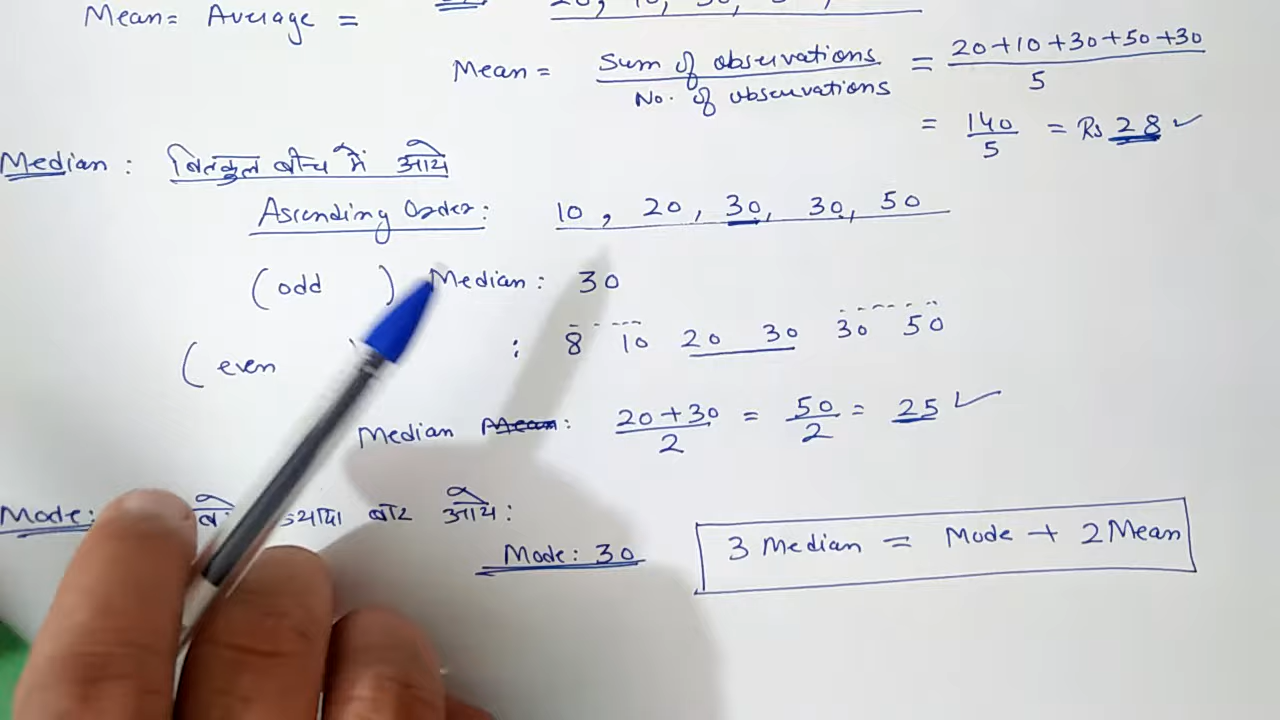 Mean = Average =
Mean = Sum of observations / No. of observations = 20+10+30+50+30 / 5
= 140/5 = Rs 28 ✓
Median : बिलकुल बीच में आये
Ascending Order: 10, 20, 30, 30, 50
(odd ) Median: 30
(even : 8 10 20 30 30 50
Median Mean: 20+30/2 = 50/2 = 25 ✓
Mode: बार आये:
Mode: 30
3 Median = Mode + 2 Mean